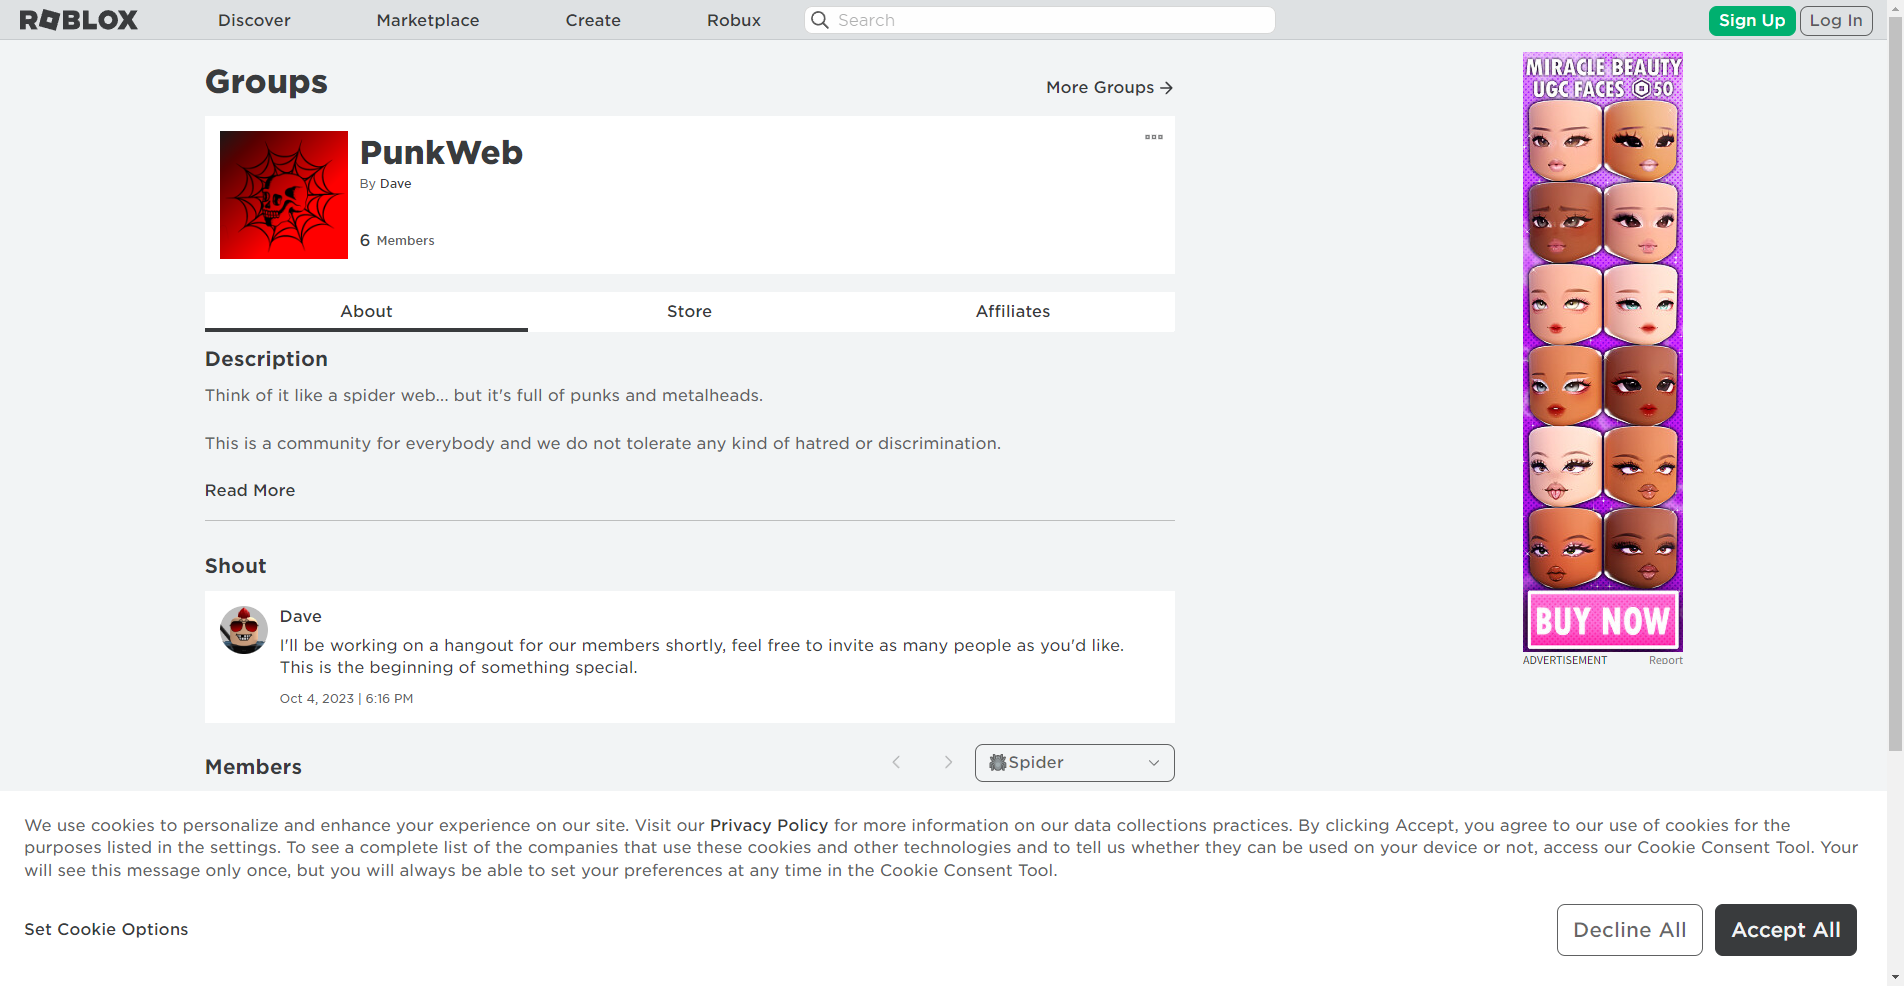 ROBLOX
Discover
Marketplace
Create
Robux
Search
Sign Up
Log In
Groups
More Groups
PunkWeb
By Dave
6 Members
About
Store
Affiliates
Description
Think of it like a spider web... but it's full of punks and metalheads.
This is a community for everybody and we do not tolerate any kind of hatred or discrimination.
Read More
Shout
Dave
I'll be working on a hangout for our members shortly, feel free to invite as many people as you'd like.
This is the beginning of something special.
Oct 4, 2023 | 6:16 PM
Members
Spider
MIRACLE BEAUTY
UGC FACES 50
BUY NOW
ADVERTISEMENT
Report
We use cookies to personalize and enhance your experience on our site. Visit our Privacy Policy for more information on our data collections practices. By clicking Accept, you agree to our use of cookies for the
purposes listed in the settings. To see a complete list of the companies that use these cookies and other technologies and to tell us whether they can be used on your device or not, access our Cookie Consent Tool. Your
will see this message only once, but you will always be able to set your preferences at any time in the Cookie Consent Tool.
Set Cookie Options
Decline All
Accept All